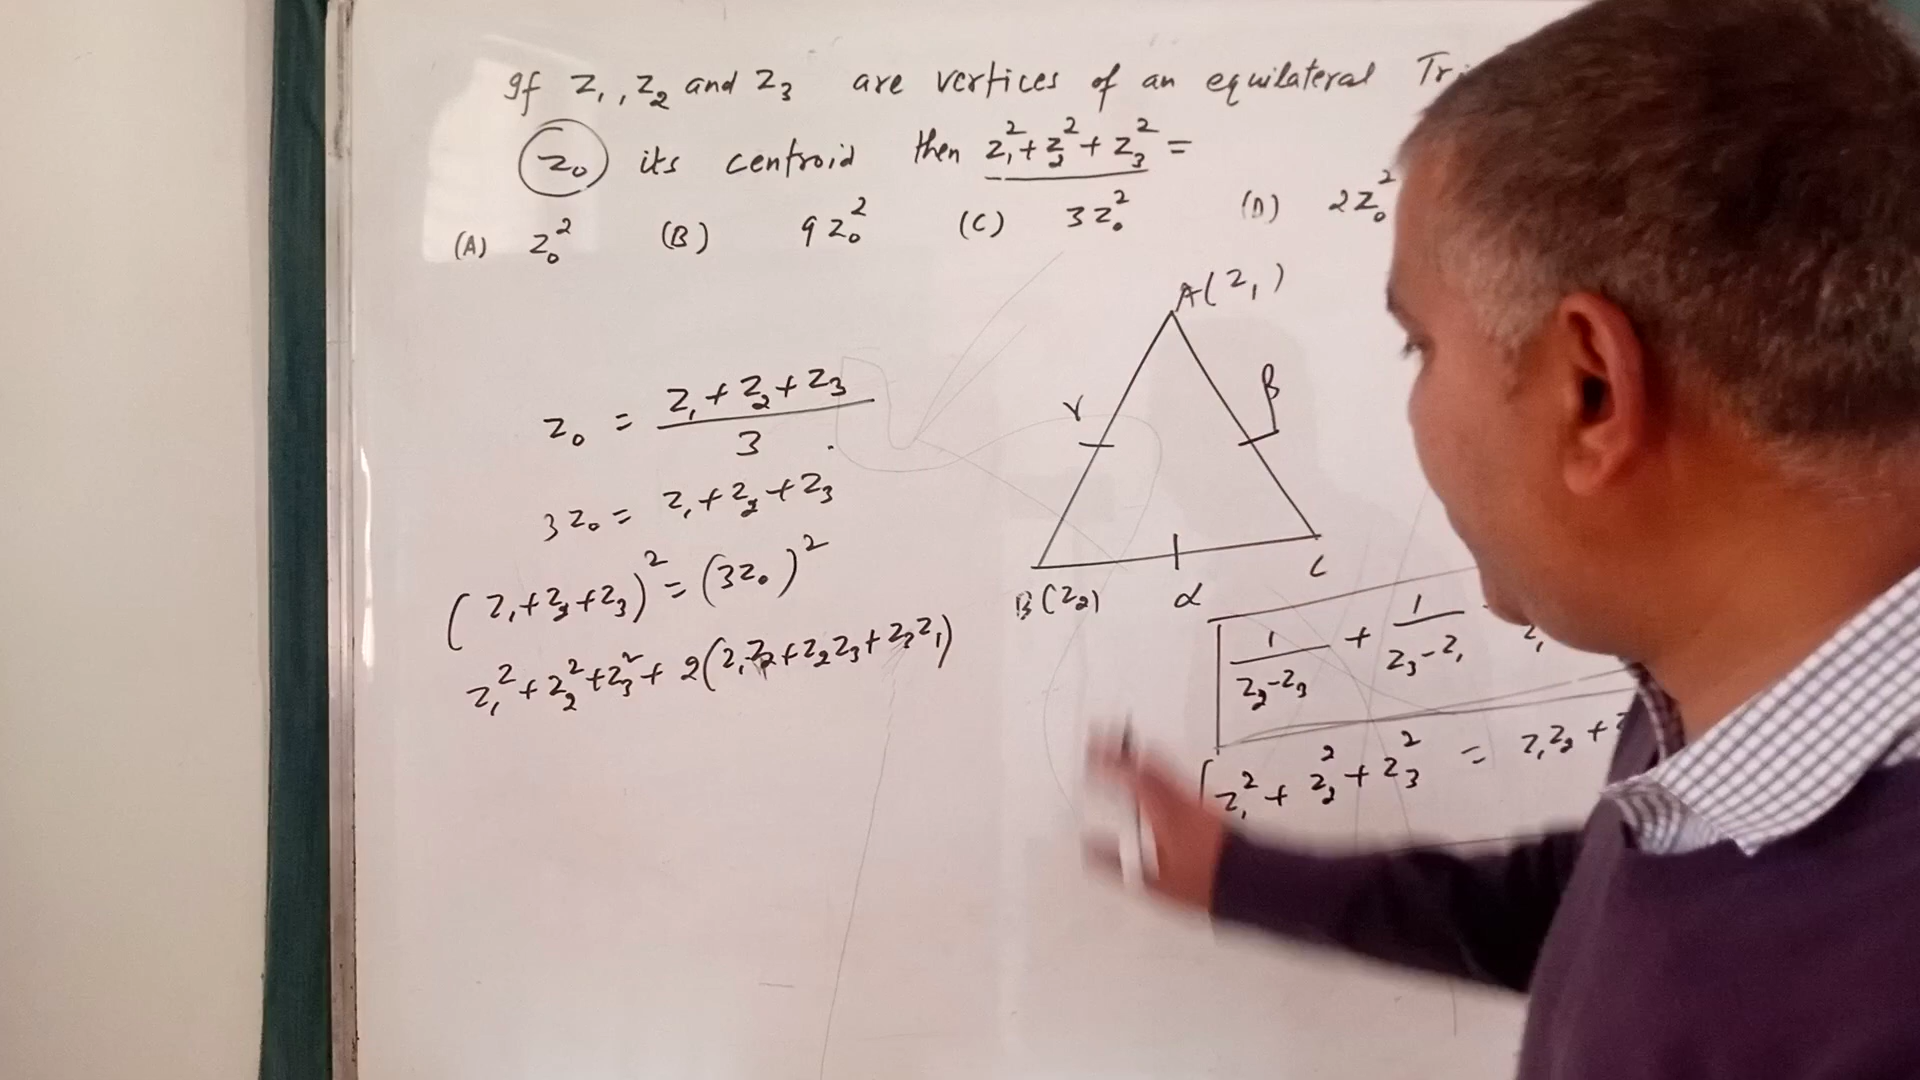 If z₁, z₂ and z₃ are vertices of an equilateral
z₀ its centroid then z₁² + z₂² + z₃² =
(A) z₀² (B) 9z₀² (C) 3z₀² (D) 2z₀²
A(z₁)
z₀ = (z₁ + z₂ + z₃)/3
γ β
3z₀ = z₁ + z₂ + z₃
(z₁ + z₂ + z₃)² = (3z₀)²
B(z₂) α C
z₁² + z₂² + z₃² + 2(z₁z₂ + z₂z₃ + z₃z₁)
1/(z₂ - z₃) + 1/(z₃ - z₁)
z₁² + z₂² + z₃² = z₁z₂ +